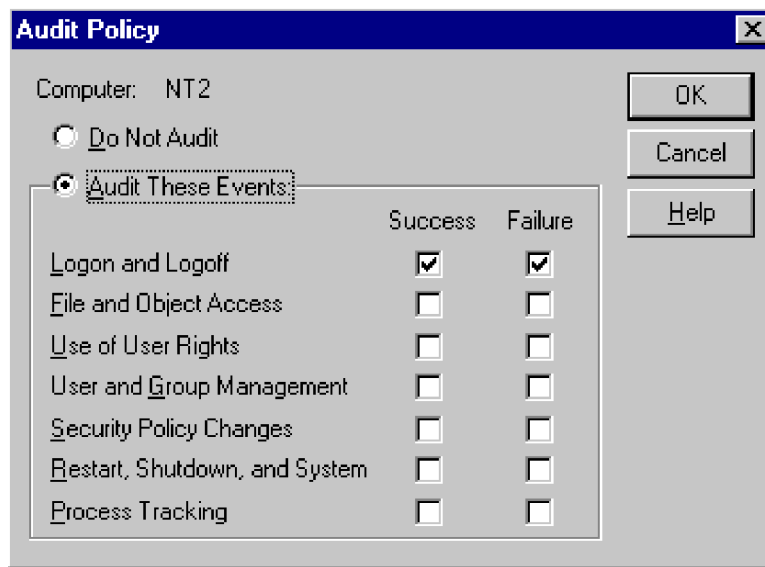 Audit Policy
Computer: NT2
Do Not Audit
Audit These Events:
Success Failure
Logon and Logoff
File and Object Access
Use of User Rights
User and Group Management
Security Policy Changes
Restart, Shutdown, and System
Process Tracking
OK
Cancel
Help